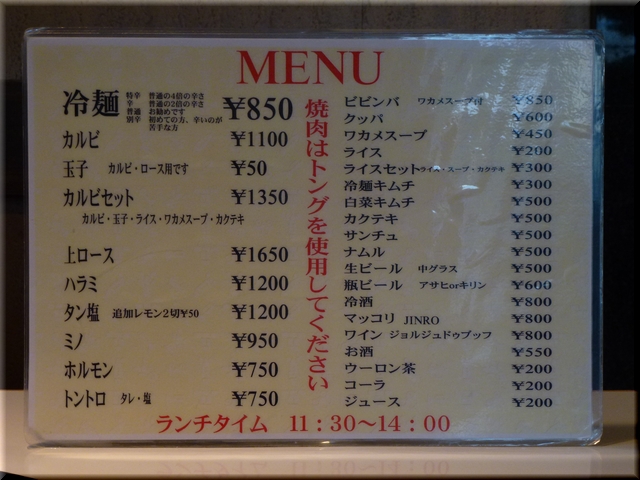 MENU
冷麺 特辛 普通の4倍の辛さ
辛 普通の2倍の辛さ
普通 お勧めです
別辛 初めての方、辛いのが
苦手な方
¥850
カルビ ¥1100
玉子 カルビ・ロース用です ¥50
カルビセット ¥1350
カルビ・玉子・ライス・ワカメスープ・カクテキ
上ロース ¥1650
ハラミ ¥1200
タン塩 追加レモン2切¥50 ¥1200
ミノ ¥950
ホルモン ¥750
トントロ タレ・塩 ¥750
焼肉はトングを使用してください
ビビンバ ワカメスープ付 ¥850
クッパ ¥600
ワカメスープ ¥450
ライス ¥200
ライスセット ライス・スープ・カクテキ ¥300
冷麺キムチ ¥300
白菜キムチ ¥500
カクテキ ¥500
サンチュ ¥500
ナムル ¥500
生ビール 中グラス ¥500
瓶ビール アサヒorキリン ¥600
冷酒 ¥800
マッコリ JINRO ¥800
ワイン ジョルジュドゥブッフ ¥800
お酒 ¥550
ウーロン茶 ¥200
コーラ ¥200
ジュース ¥200
ランチタイム 11:30〜14:00